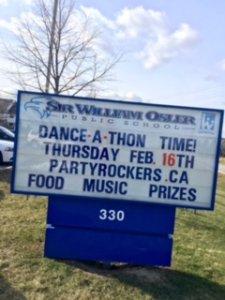 SIR WILLIAM OSLER
PUBLIC SCHOOL
DANCE-A-THON TIME!
THURSDAY FEB. 16TH
PARTYROCKERS.CA
FOOD MUSIC PRIZES
330